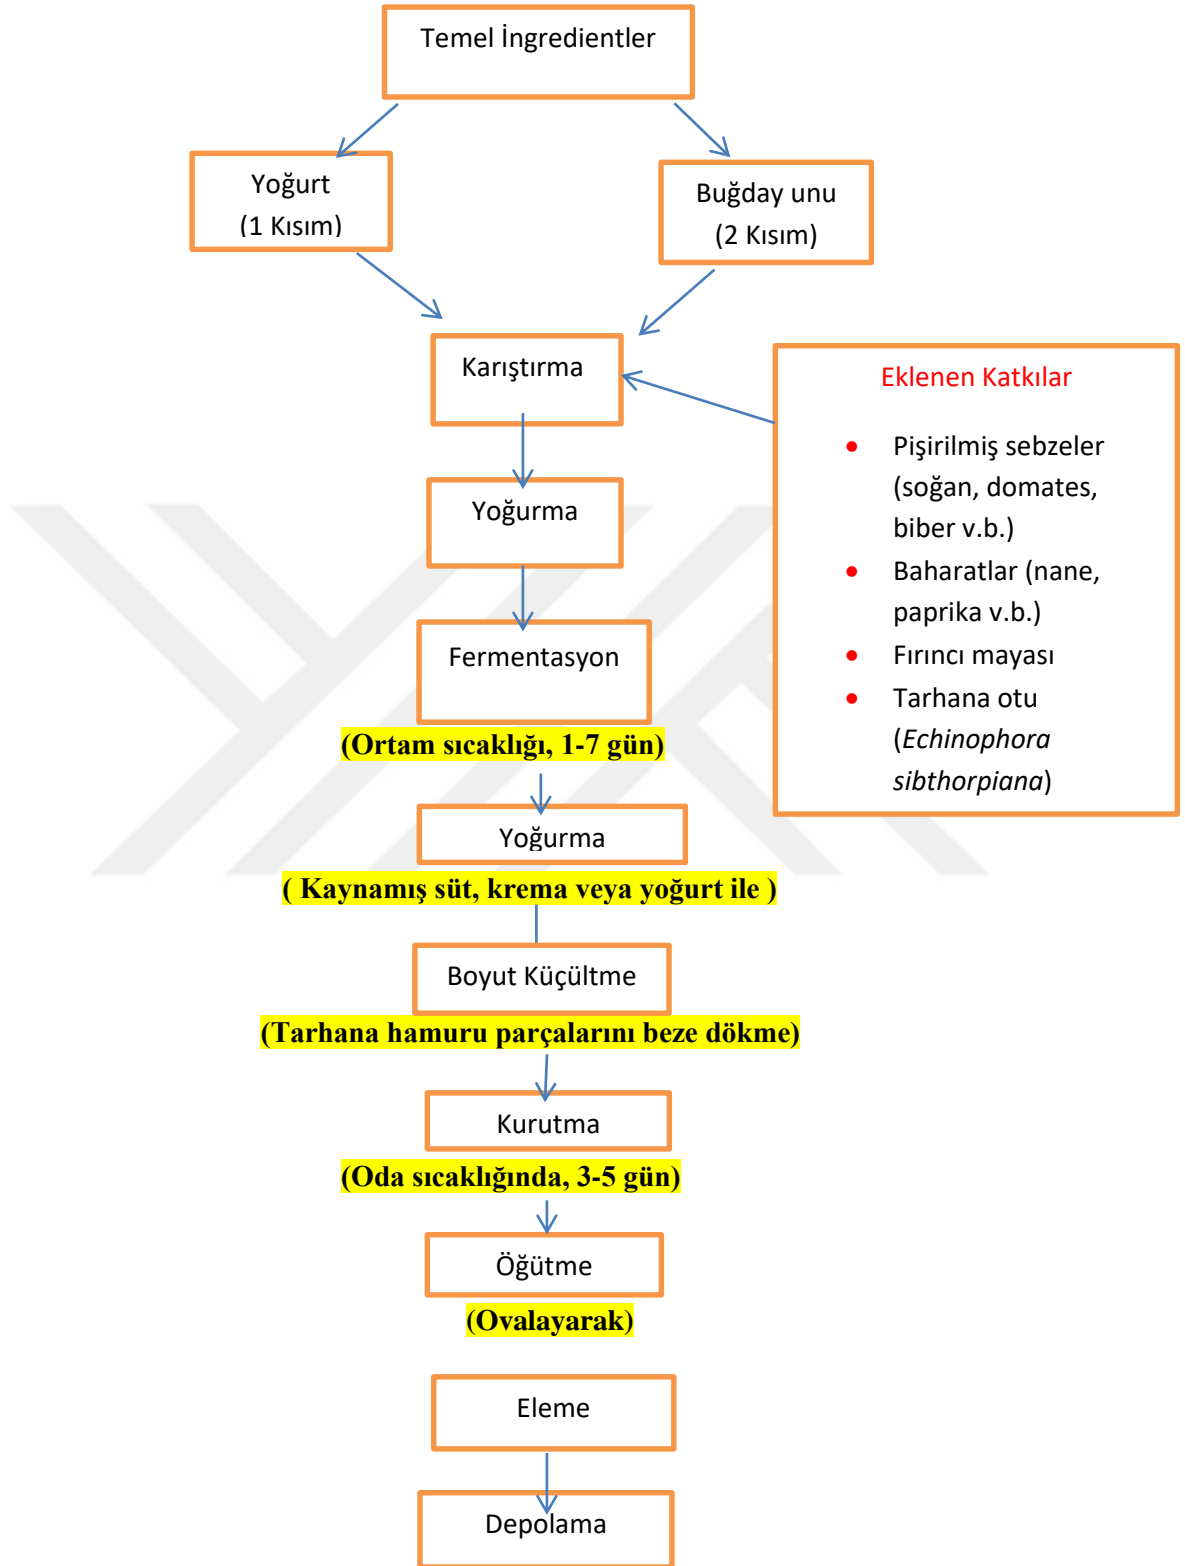 Temel İngredientler
Yoğurt
(1 Kısım)
Buğday unu
(2 Kısım)
Karıştırma
Eklenen Katkılar
• Pişirilmiş sebzeler
(soğan, domates,
biber v.b.)
• Baharatlar (nane,
paprika v.b.)
• Fırıncı mayası
• Tarhana otu
(Echinophora
sibthorpiana)
Yoğurma
Fermentasyon
(Ortam sıcaklığı, 1-7 gün)
Yoğurma
( Kaynamış süt, krema veya yoğurt ile )
Boyut Küçültme
(Tarhana hamuru parçalarını beze dökme)
Kurutma
(Oda sıcaklığında, 3-5 gün)
Öğütme
(Ovalayarak)
Eleme
Depolama